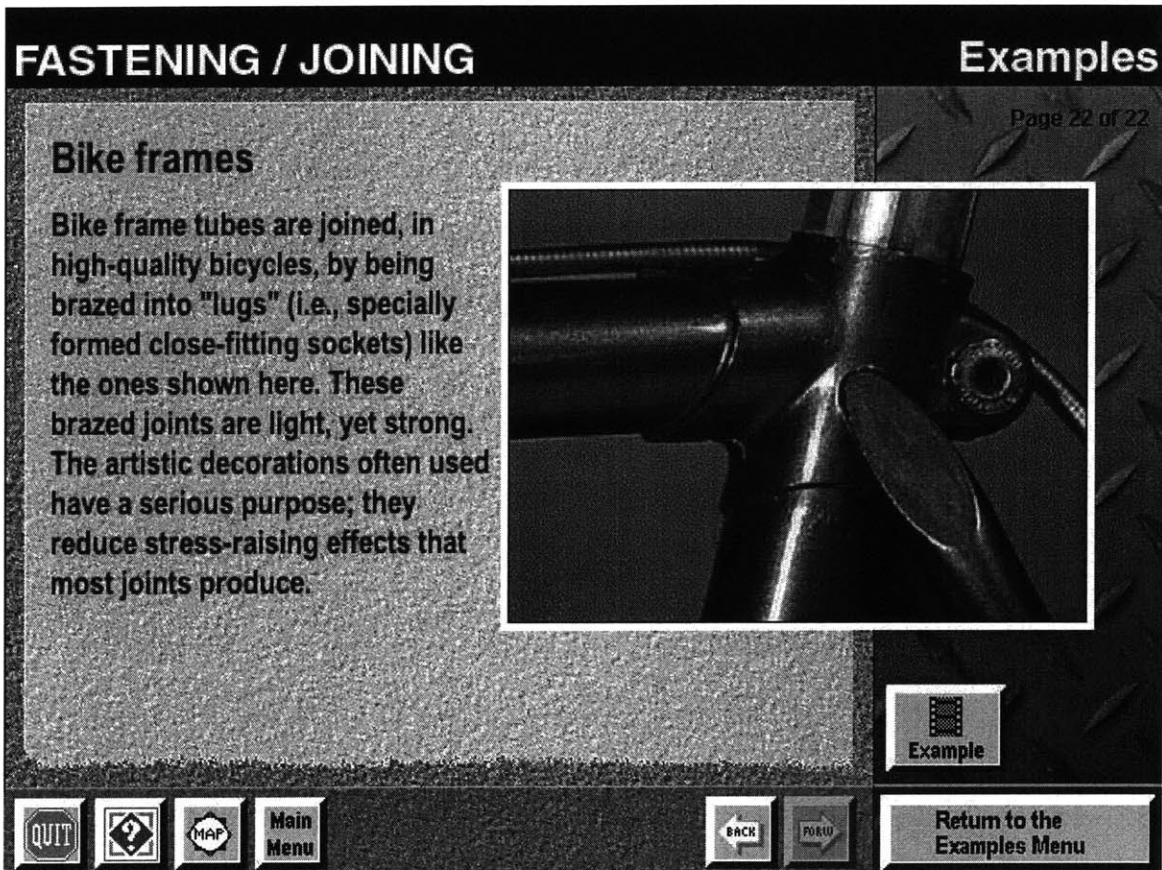 FASTENING / JOINING
Examples
Page 22 of 22
Bike frames
Bike frame tubes are joined, in
high-quality bicycles, by being
brazed into "lugs" (i.e., specially
formed close-fitting sockets) like
the ones shown here. These
brazed joints are light, yet strong.
The artistic decorations often used
have a serious purpose; they
reduce stress-raising effects that
most joints produce.
Example
QUIT
?
MAP
Main
Menu
BACK
FORW
Return to the
Examples Menu